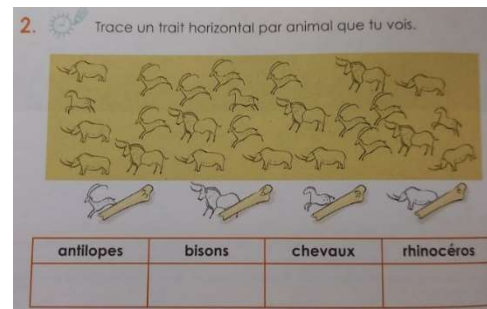 2. Trace un trait horizontal par animal que tu vois.
antilopes bisons chevaux rhinocéros